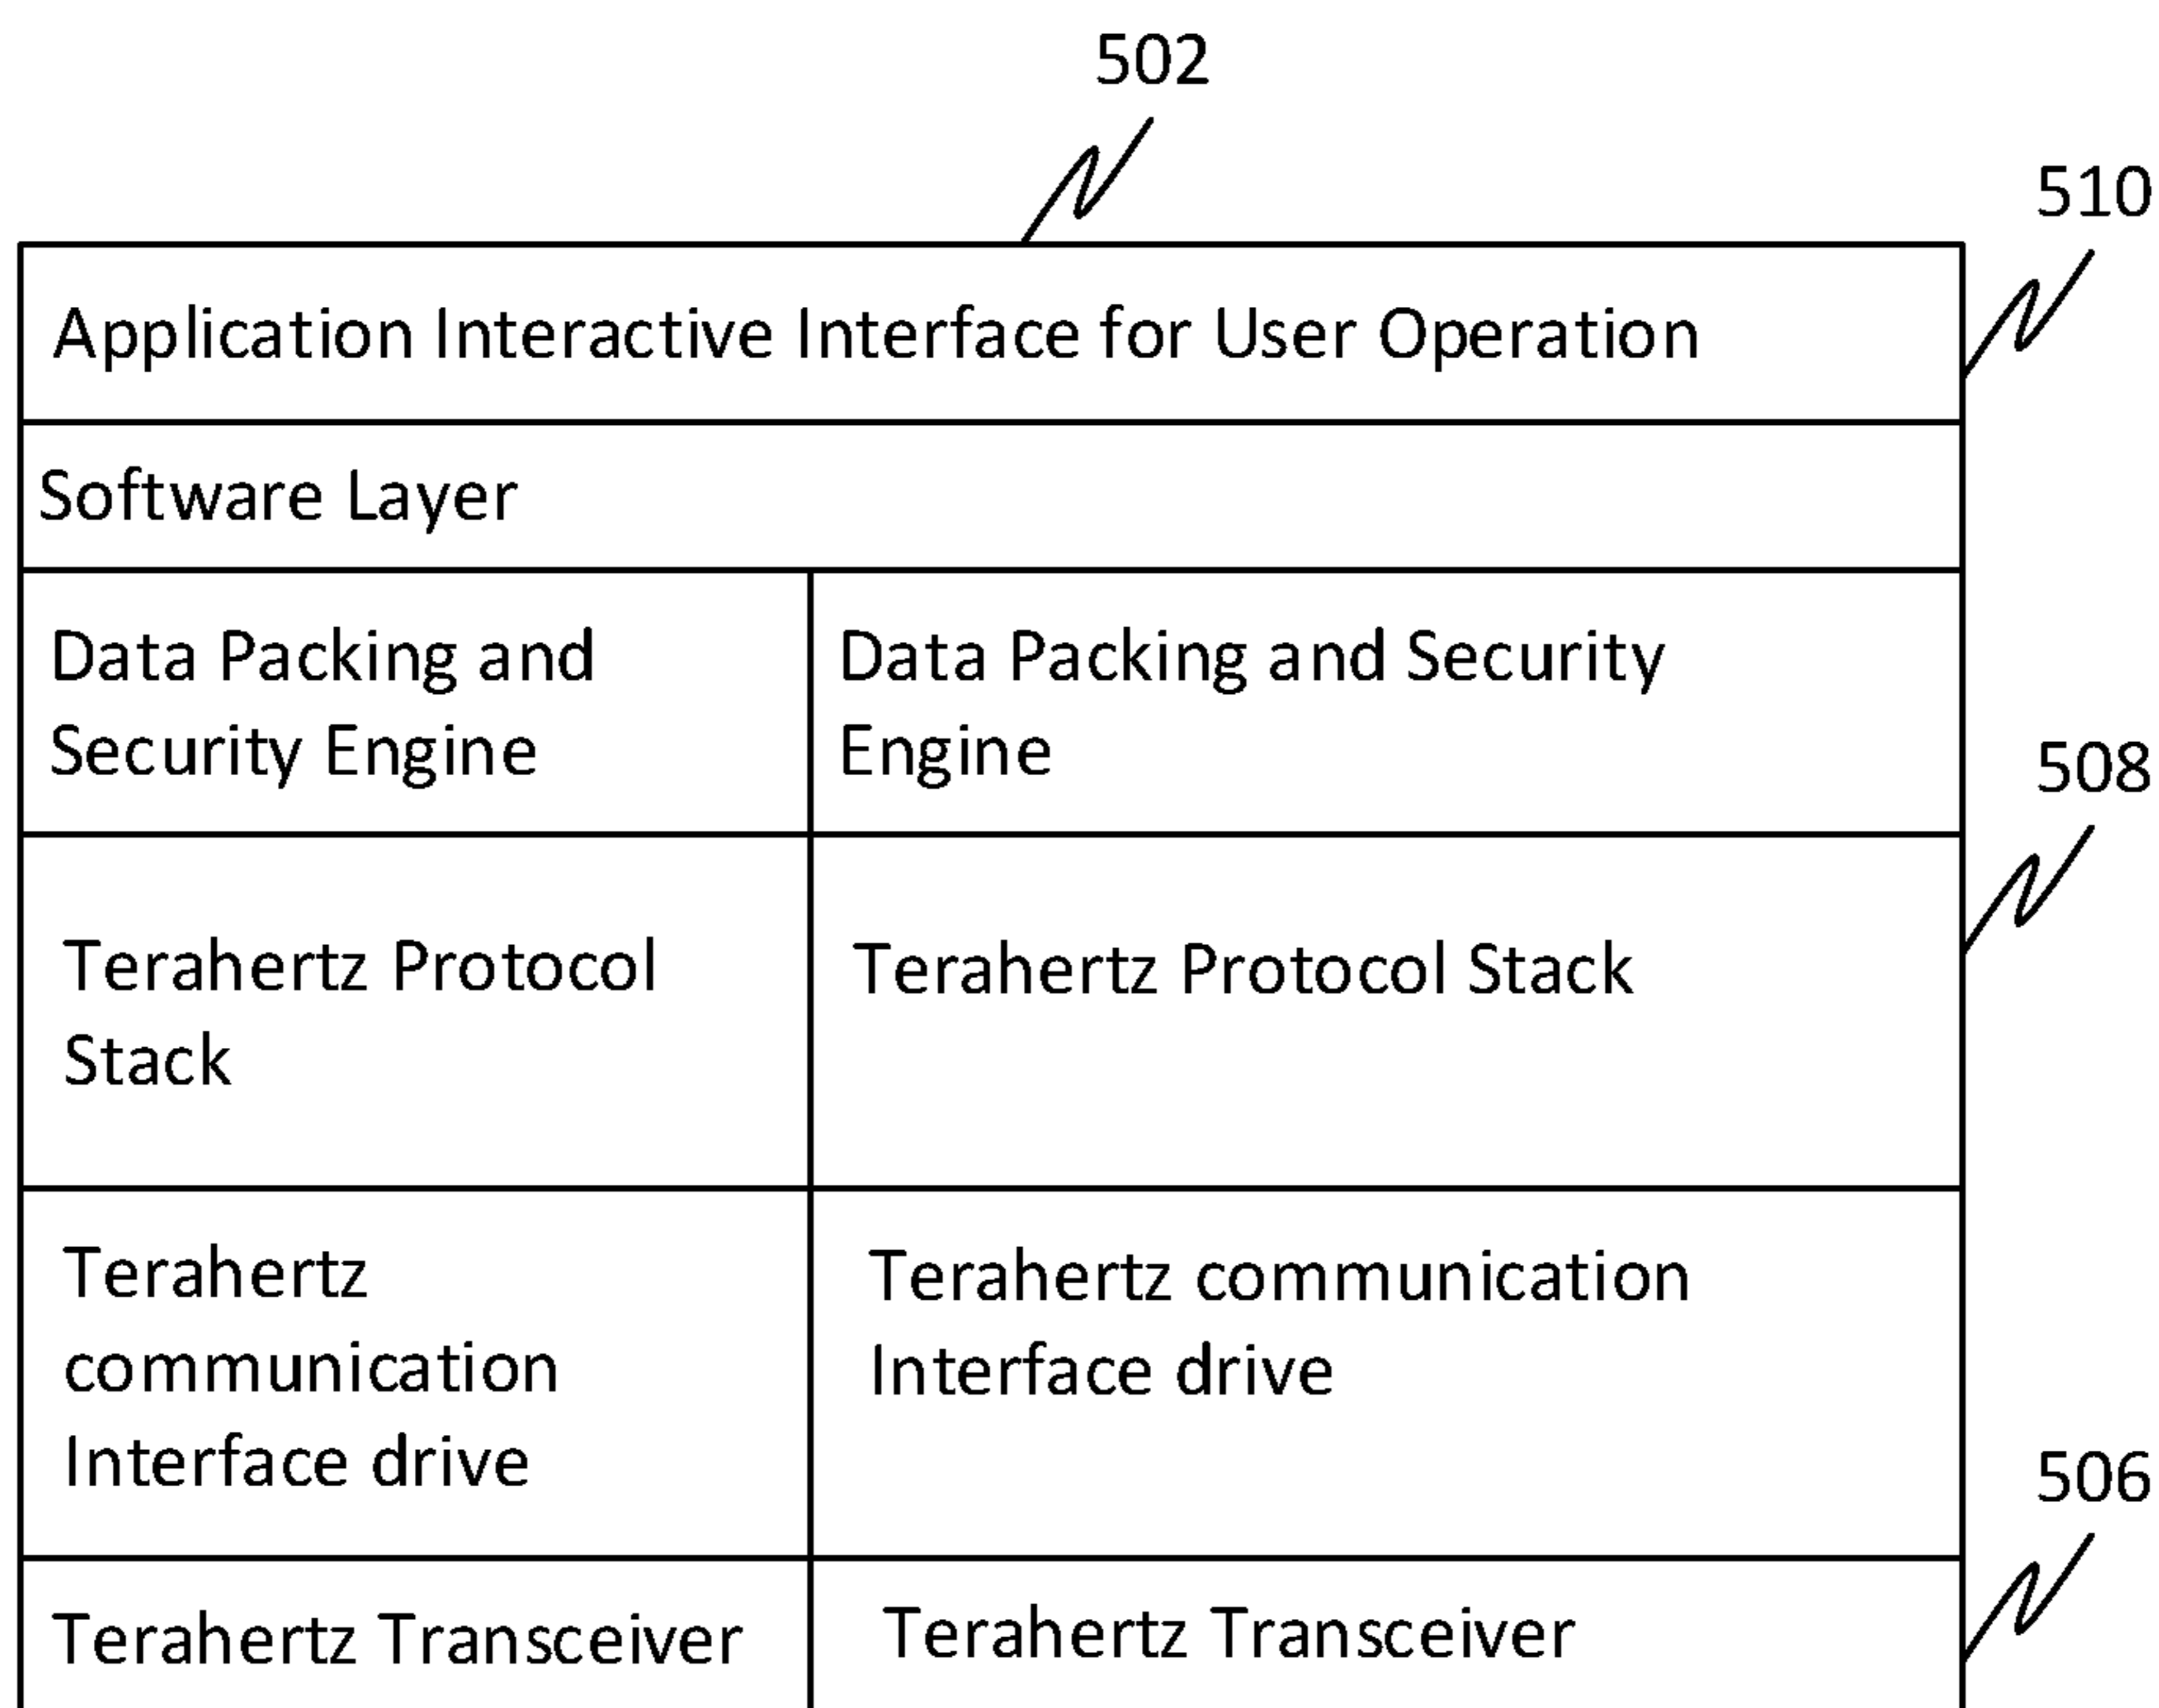 502
510
Application Interactive Interface for User Operation
Software Layer
Data Packing and
Security Engine
Data Packing and Security
Engine
508
Terahertz Protocol
Stack
Terahertz Protocol Stack
Terahertz
communication
Interface drive
Terahertz communication
Interface drive
506
Terahertz Transceiver
Terahertz Transceiver